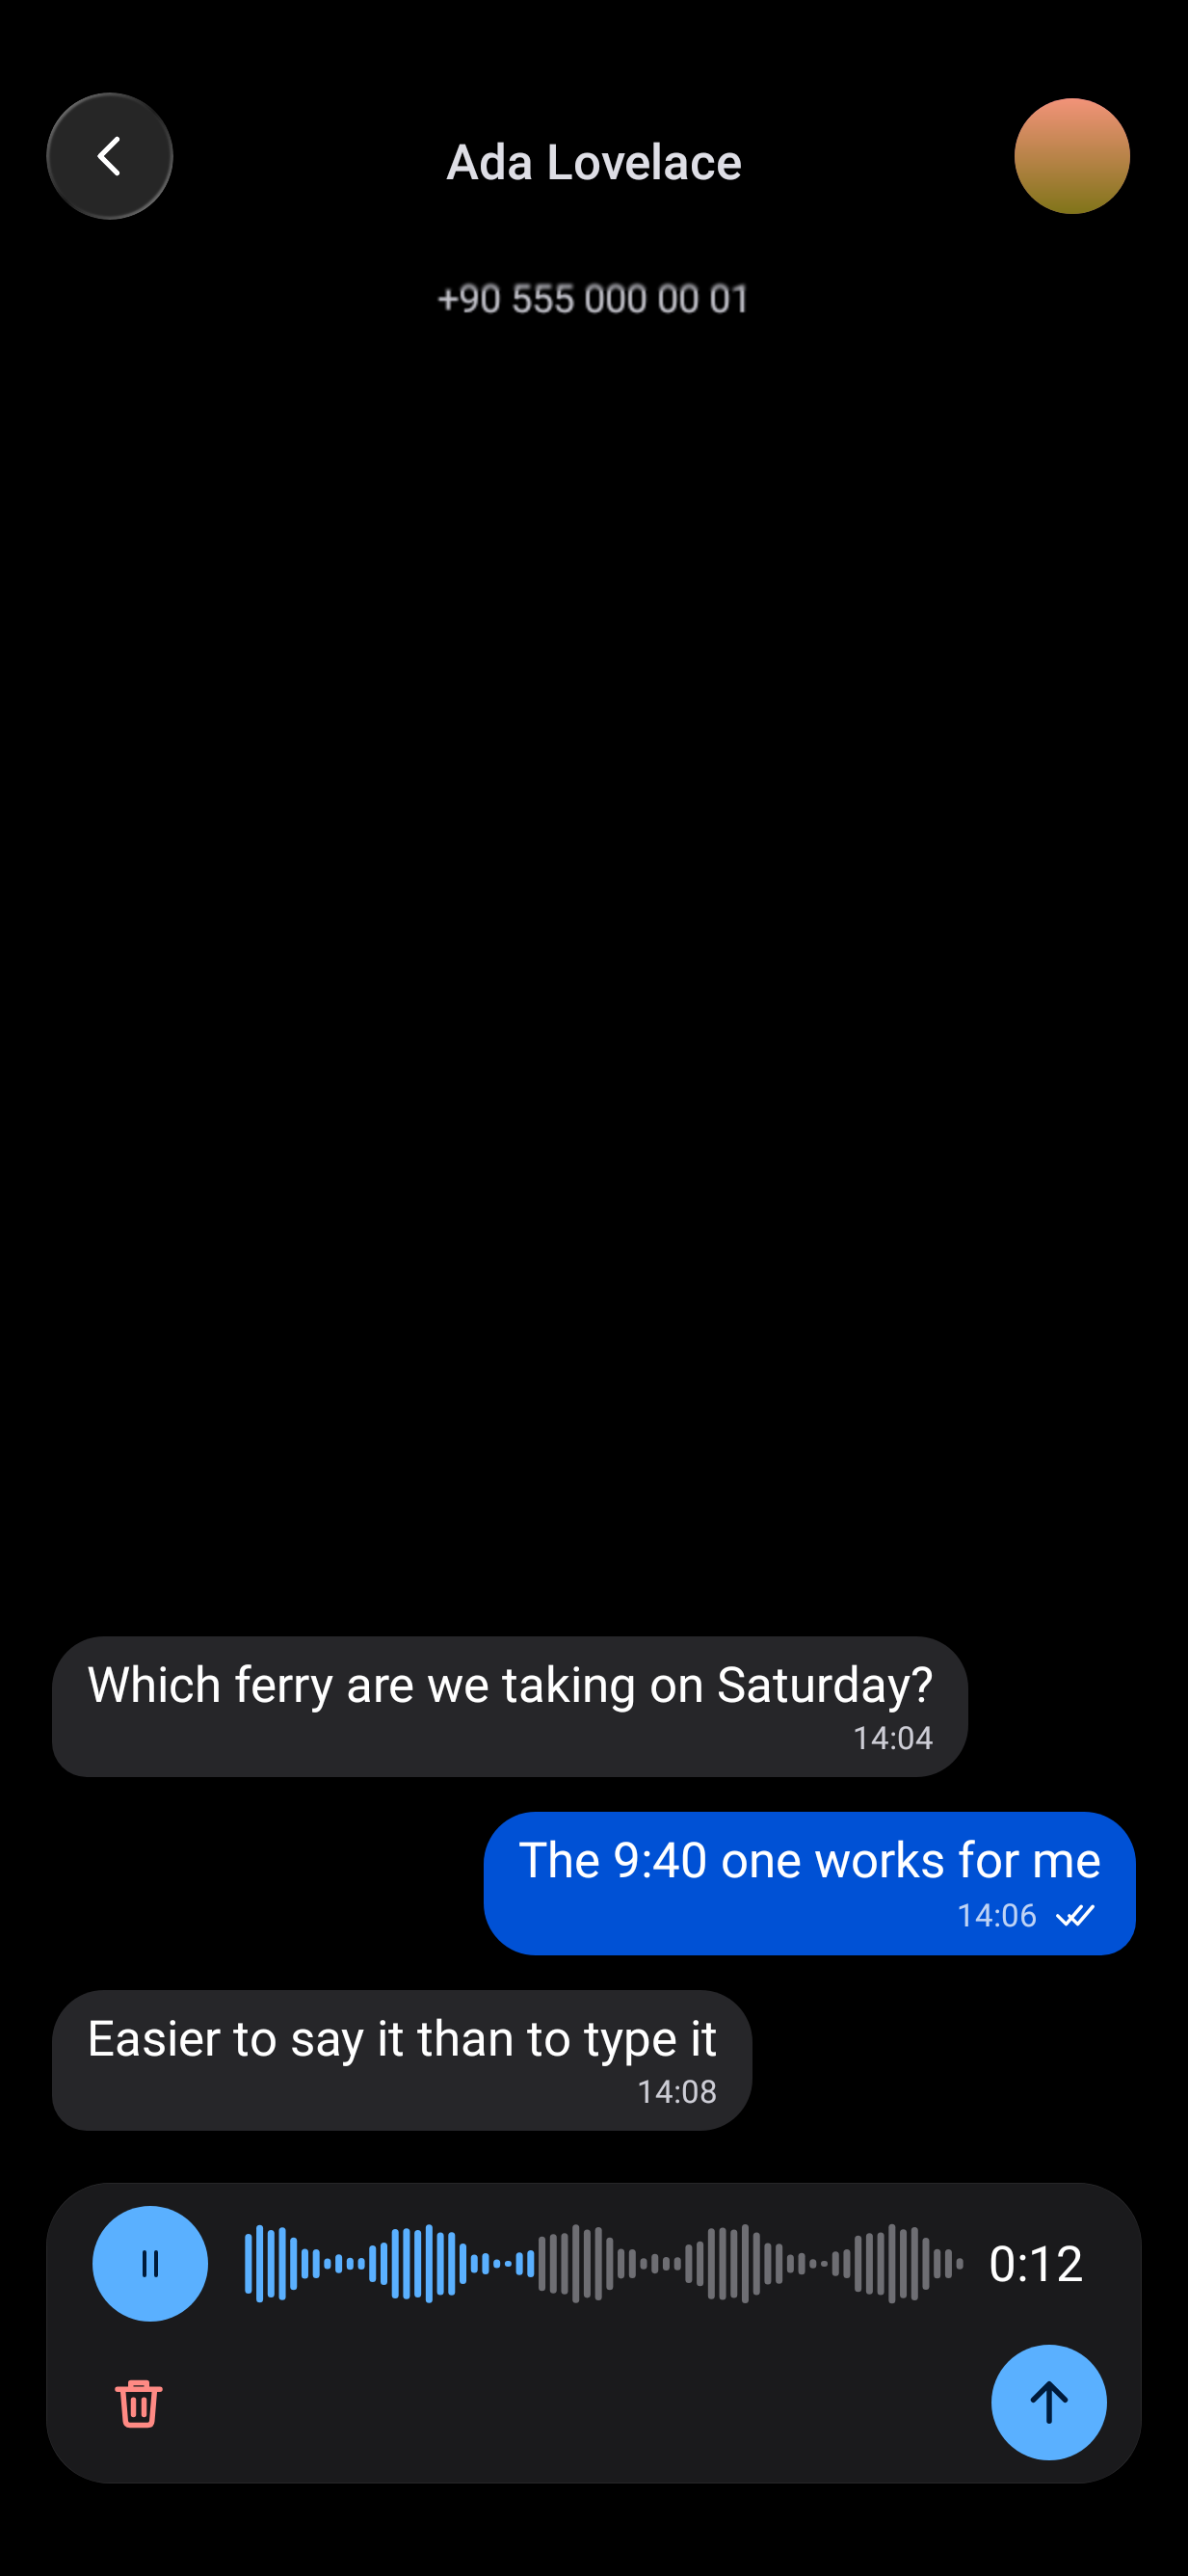 Ada Lovelace
+90 555 000 00 01
Which ferry are we taking on Saturday?
14:04
The 9:40 one works for me
14:06
Easier to say it than to type it
14:08
0:12